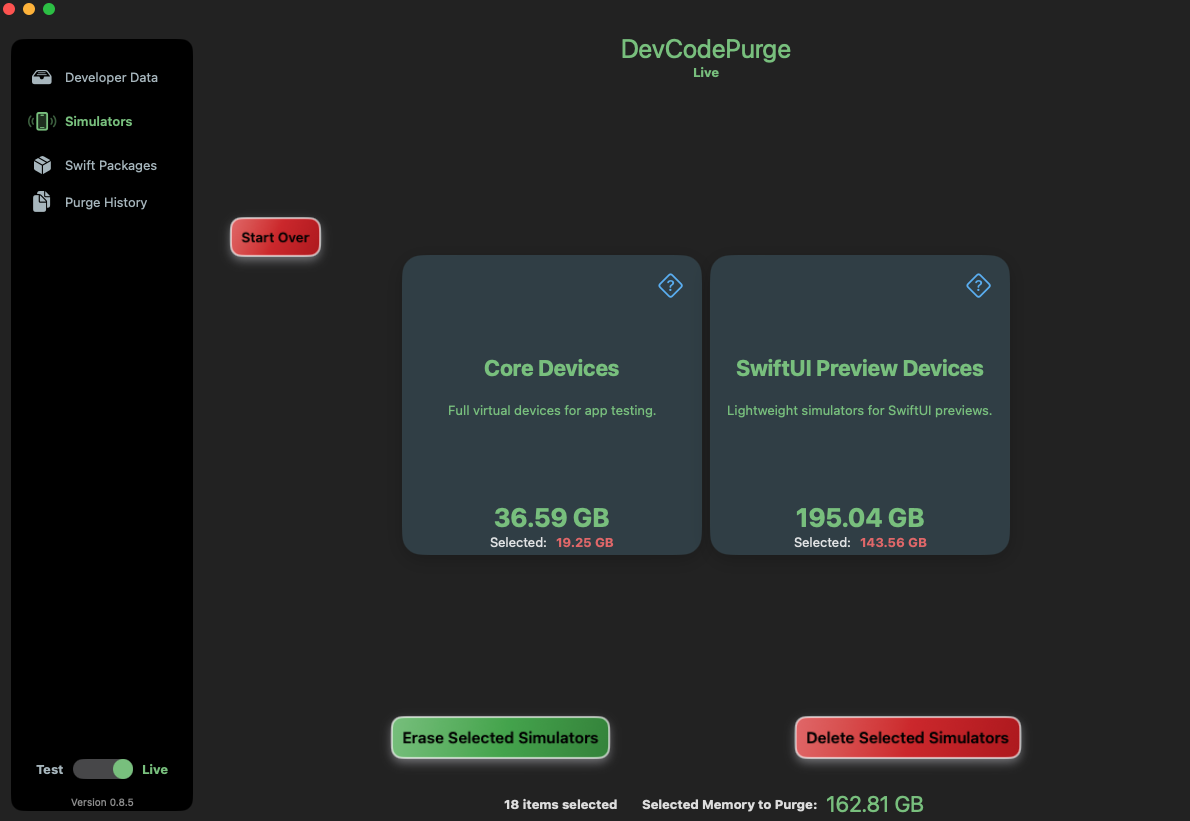 DevCodePurge
Live
Developer Data
Simulators
Swift Packages
Purge History
Start Over
?
?
Core Devices
SwiftUI Preview Devices
Full virtual devices for app testing.
Lightweight simulators for SwiftUI previews.
36.59 GB
195.04 GB
Selected: 19.25 GB
Selected: 143.56 GB
Erase Selected Simulators
Delete Selected Simulators
Test
Live
Version 0.8.5
18 items selected
Selected Memory to Purge: 162.81 GB